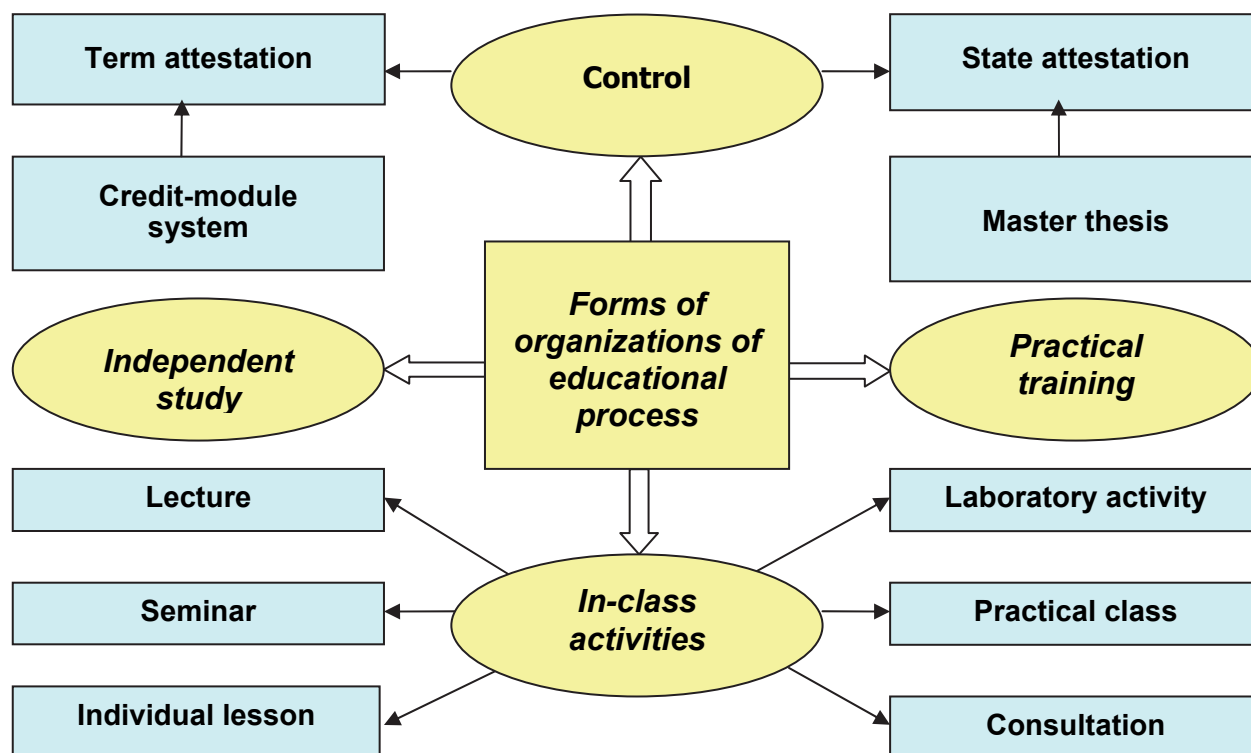 Term attestation
Control
State attestation
Credit-module
system
Master thesis
Forms of
organizations of
educational
process
Independent
study
Practical
training
Lecture
Laboratory activity
Seminar
In-class
activities
Practical class
Individual lesson
Consultation